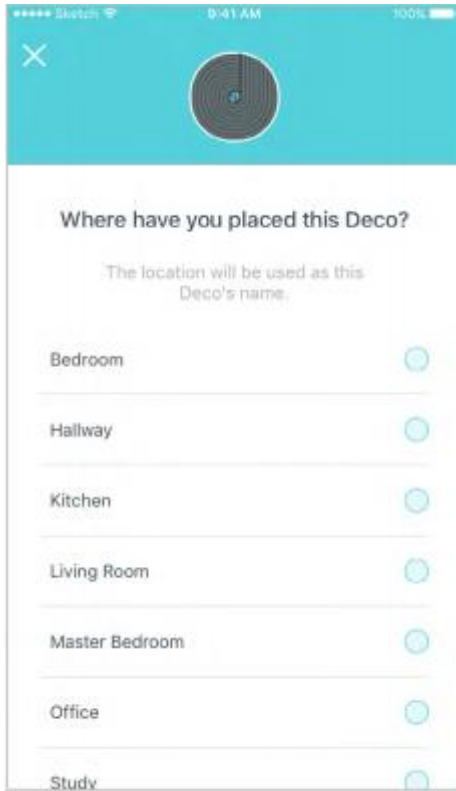 Sketch 9:41 AM 100%
Where have you placed this Deco?
The location will be used as this
Deco's name.
Bedroom
Hallway
Kitchen
Living Room
Master Bedroom
Office
Study